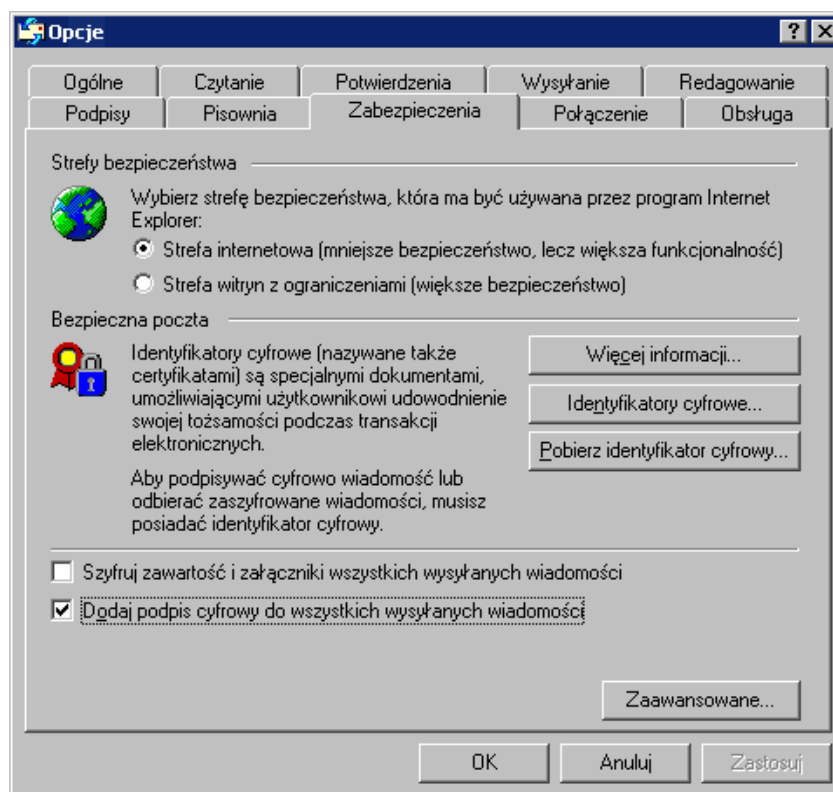 Opcje
Ogólne Czytanie Potwierdzenia Wysyłanie Redagowanie
Podpisy Pisownia Zabezpieczenia Połączenie Obsługa
Strefy bezpieczeństwa
Wybierz strefę bezpieczeństwa, która ma być używana przez program Internet
Explorer:
Strefa internetowa (mniejsze bezpieczeństwo, lecz większa funkcjonalność)
Strefa witryn z ograniczeniami (większe bezpieczeństwo)
Bezpieczna poczta
Identyfikatory cyfrowe (nazywane także
certyfikatami) są specjalnymi dokumentami,
umożliwiającymi użytkownikowi udowodnienie
swojej tożsamości podczas transakcji
elektronicznych.
Więcej informacji...
Identyfikatory cyfrowe...
Pobierz identyfikator cyfrowy...
Aby podpisywać cyfrowo wiadomość lub
odbierać zaszyfrowane wiadomości, musisz
posiadać identyfikator cyfrowy.
Szyfruj zawartość i załączniki wszystkich wysyłanych wiadomości
Dodaj podpis cyfrowy do wszystkich wysyłanych wiadomości
Zaawansowane...
OK Anuluj Zastosuj